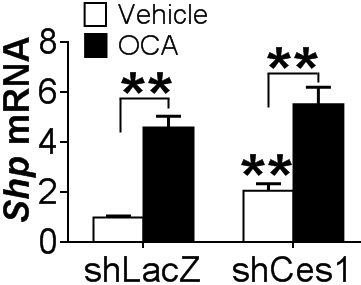 Vehicle
OCA
Shp mRNA
8
6
4
2
0
**
**
**
shLacZ
shCes1